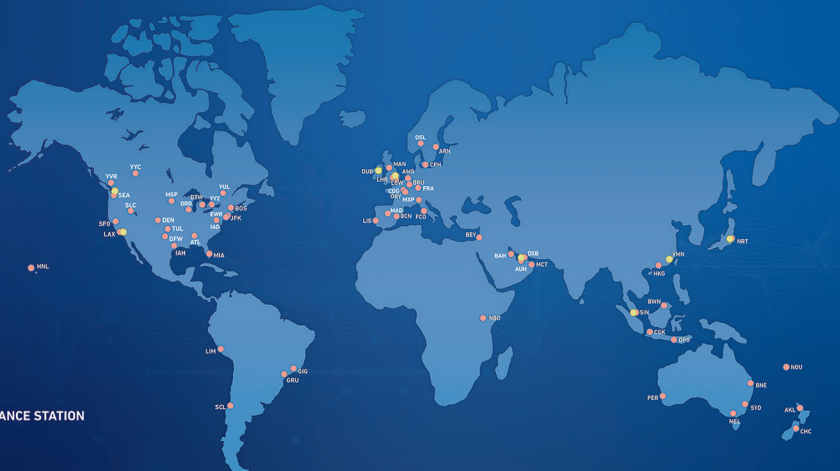 OSL
ARN
MAN
CPH
DUB
AMS
LHR
LGW
BRU
YYC
CDG
FRA
YVR
ORY
MXP
YUL
SEA
MSP
DTW
YYZ
MAD
SLC
ORD
BOS
BCN
FCO
EWR
JFK
LIS
SFO
DEN
IAD
TUL
BEY
LAX
DFW
ATL
NRT
IAH
MIA
BAH
DXB
XMN
HNL
AUH
MCT
HKG
BWN
SIN
NBO
CGK
DPS
LIM
GIG
NOU
GRU
BNE
PER
SCL
SYD
AKL
ANCE STATION
MEL
CHC